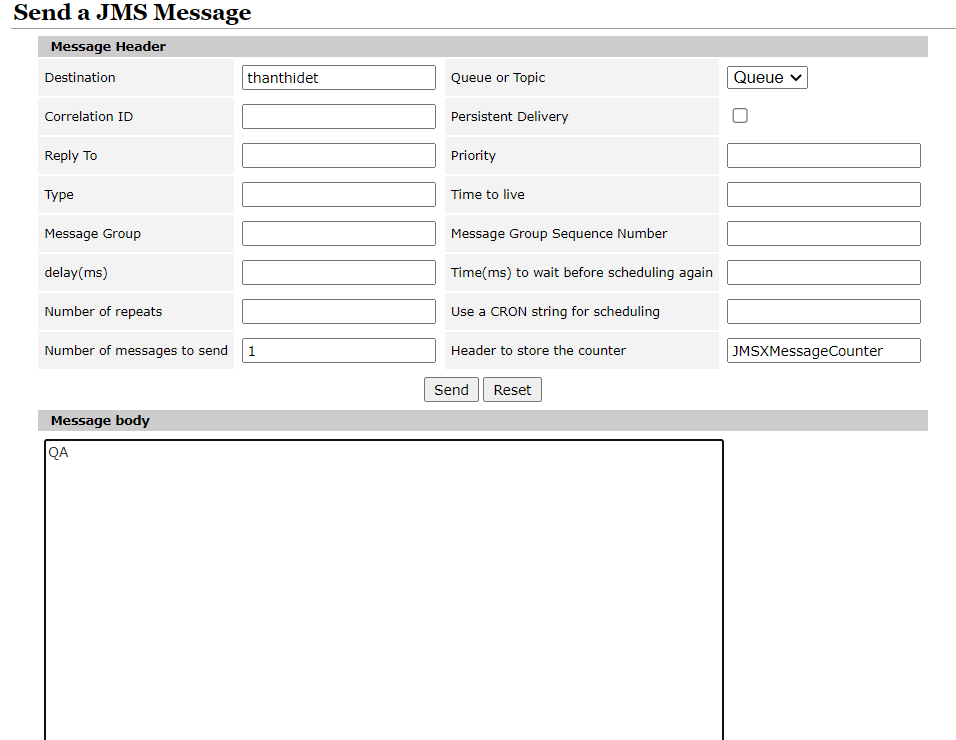 Send a JMS Message
Message Header
Destination thanthidet Queue or Topic Queue
Correlation ID Persistent Delivery
Reply To Priority
Type Time to live
Message Group Message Group Sequence Number
delay(ms) Time(ms) to wait before scheduling again
Number of repeats Use a CRON string for scheduling
Number of messages to send 1 Header to store the counter JMSXMessageCounter
Send Reset
Message body
QA